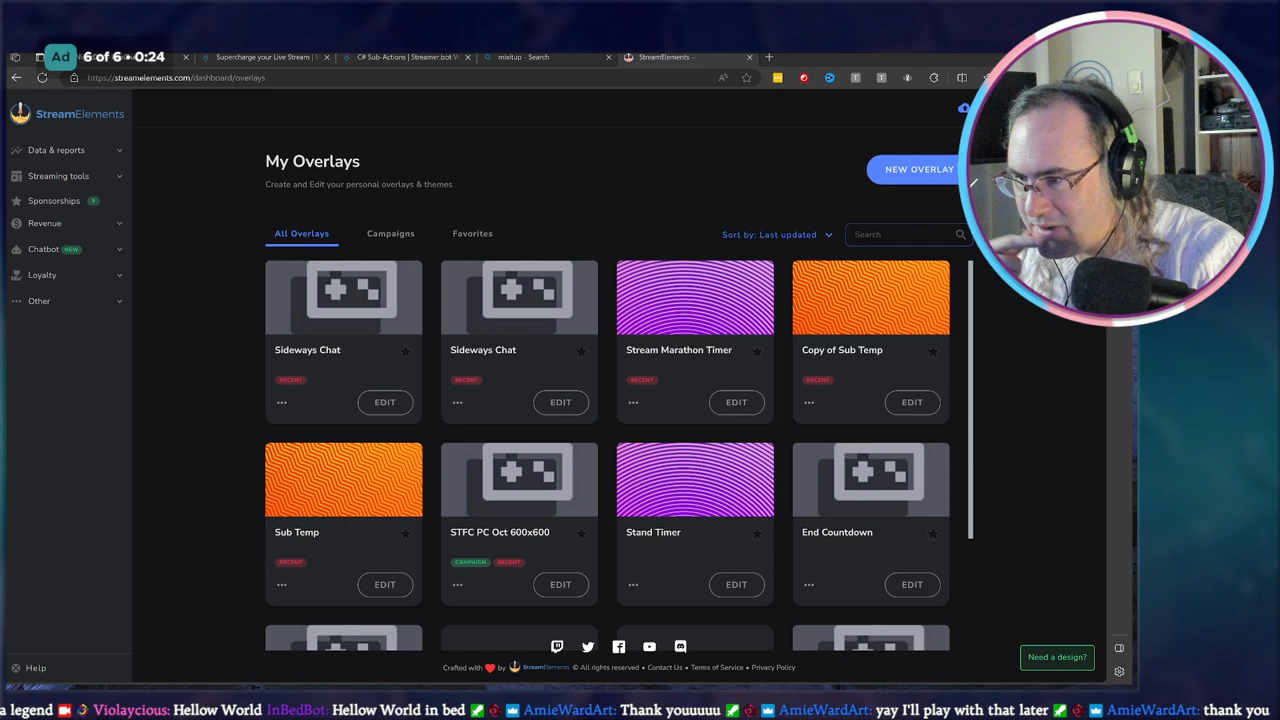 Ad 6 of 6 • 0:24
Supercharge your Live Stream |
C# Sub-Actions | Streamer.bot
mixitup - Search
StreamElements -
https://streamelements.com/dashboard/overlays
StreamElements
Data & reports
Streaming tools
Sponsorships
Revenue
Chatbot NEW
Loyalty
Other
Help
My Overlays
Create and Edit your personal overlays & themes
NEW OVERLAY
All Overlays Campaigns Favorites
Sort by: Last updated
Search
Sideways Chat
RECENT
EDIT
Sideways Chat
RECENT
EDIT
Stream Marathon Timer
RECENT
EDIT
Copy of Sub Temp
RECENT
EDIT
Sub Temp
RECENT
EDIT
STFC PC Oct 600x600
CAMPAIGN RECENT
EDIT
Stand Timer
EDIT
End Countdown
EDIT
Crafted with ❤ by StreamElements © All rights reserved • Contact Us • Terms of Service • Privacy Policy
Need a design?
a legend Violaycious: Hellow World InBedBot: Hellow World in bed AmieWardArt: Thank youuuuu AmieWardArt: yay I'll play with that later AmieWardArt: thank you